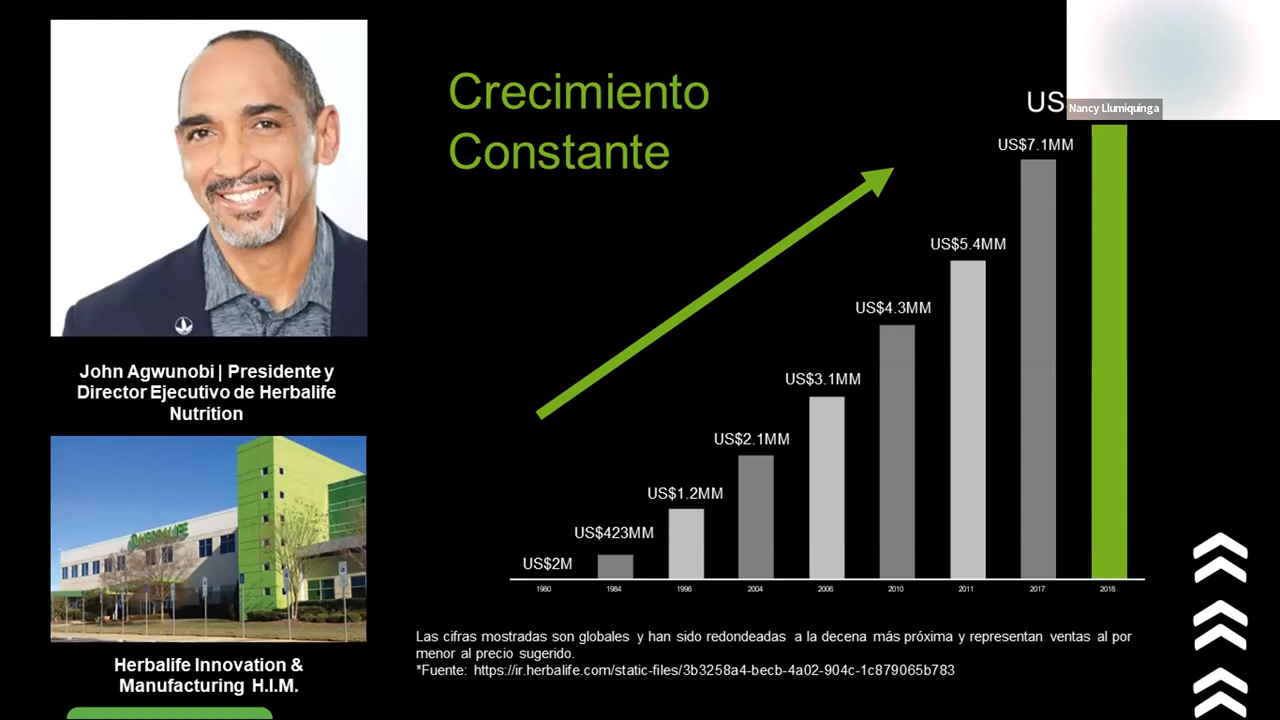 Crecimiento
Constante
US
Nancy Llumiquinga
US$7.1MM
US$5.4MM
US$4.3MM
US$3.1MM
US$2.1MM
US$1.2MM
US$423MM
US$2M
1980
1984
1996
2004
2006
2010
2011
2017
2018
John Agwunobi | Presidente y
Director Ejecutivo de Herbalife
Nutrition
HERBALIFE
Herbalife Innovation &
Manufacturing H.I.M.
Las cifras mostradas son globales y han sido redondeadas a la decena más próxima y representan ventas al por
menor al precio sugerido.
*Fuente: https://ir.herbalife.com/static-files/3b3258a4-becb-4a02-904c-1c879065b783